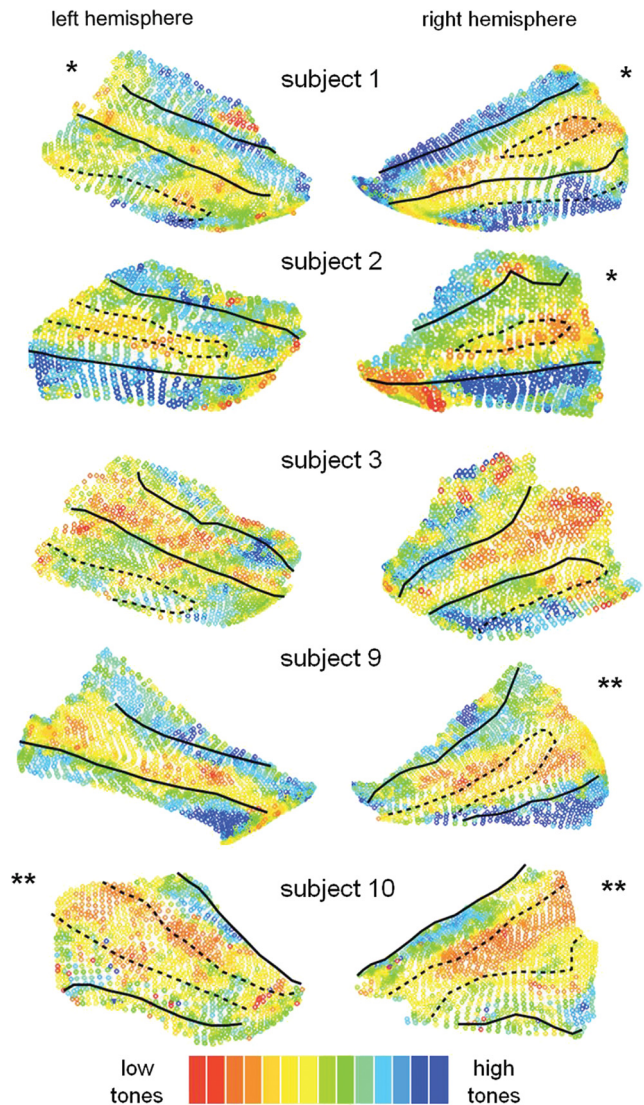 left hemisphere right hemisphere
* subject 1 *
subject 2 *
subject 3
subject 9 **
** subject 10 **
low high
tones tones